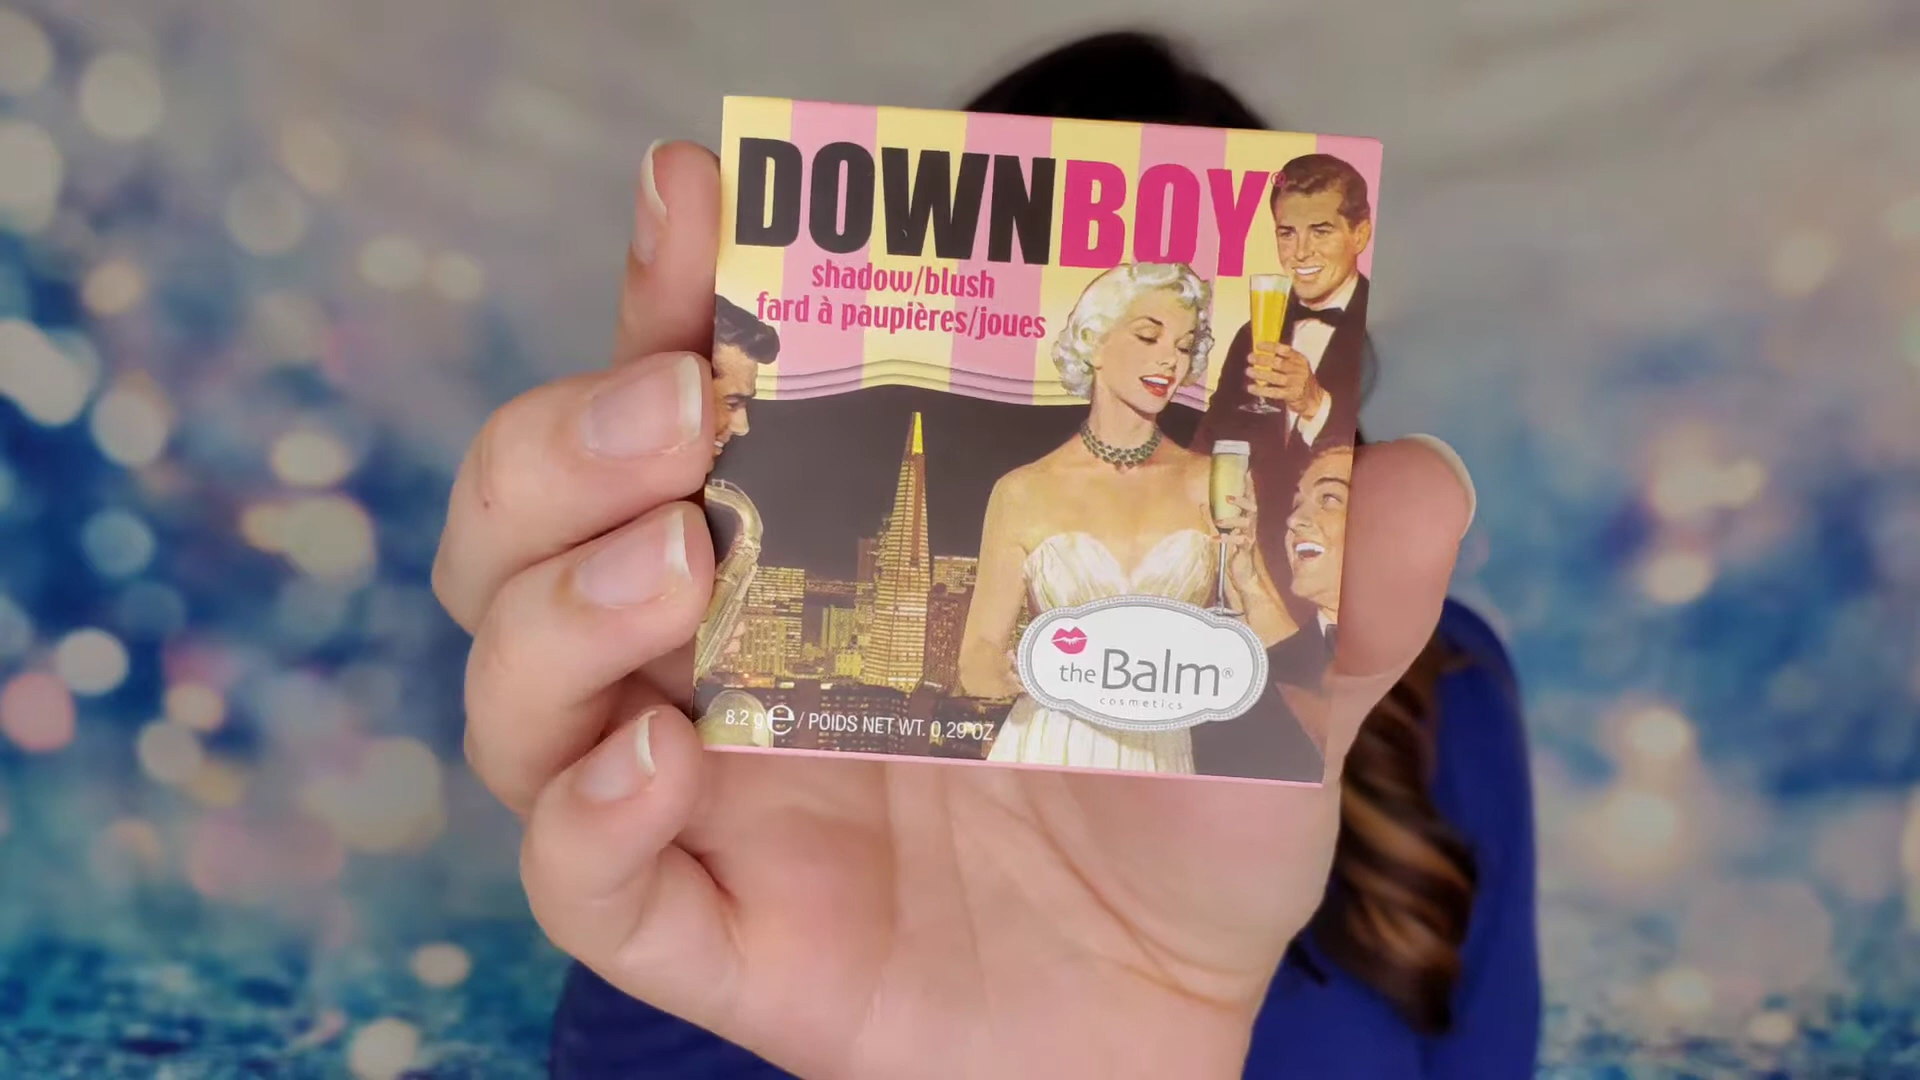 DOWNBOY®
shadow/blush
fard à paupières/joues
the Balm®
cosmetics
8.2 g ℮ / POIDS NET WT. 0.29 OZ